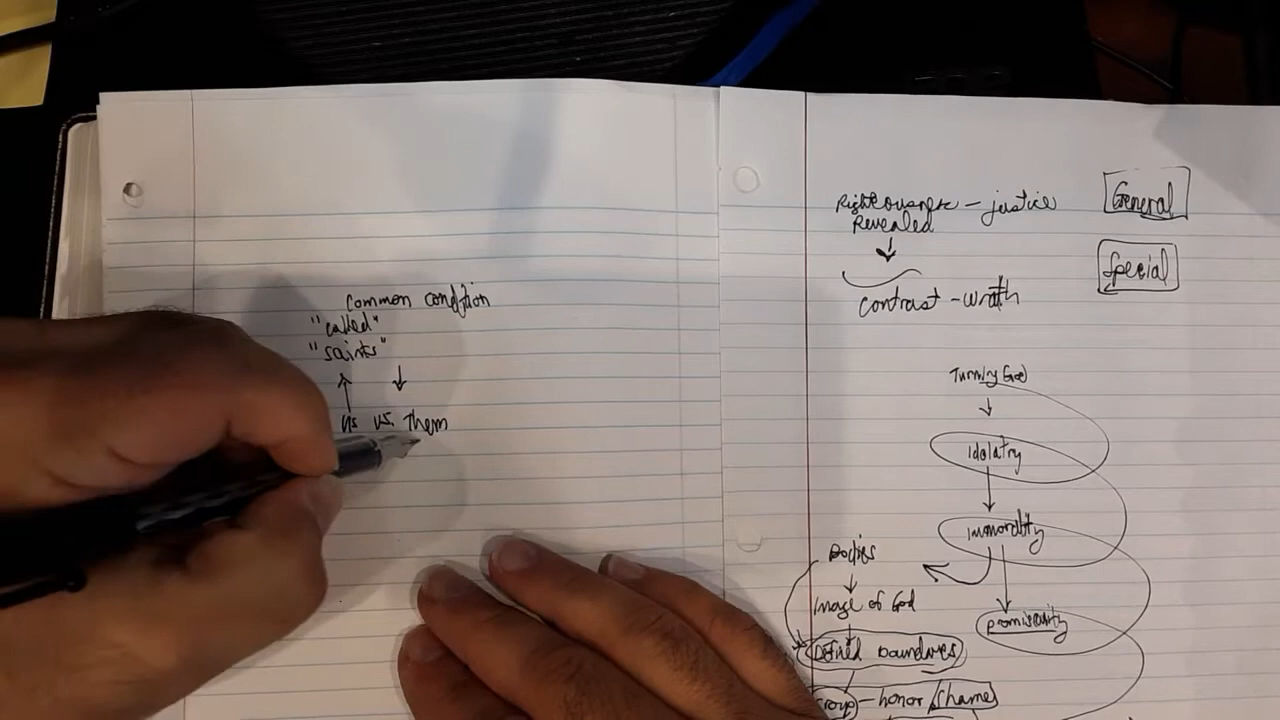 common condition
"called"
"saints"
us vs. Them
Righteousness - justice
Revealed
General
Special
contrast - wrath
Turning God
idolatry
immorality
Bodies
Image of God
promiscuity
Defined boundaries
Group - honor/shame